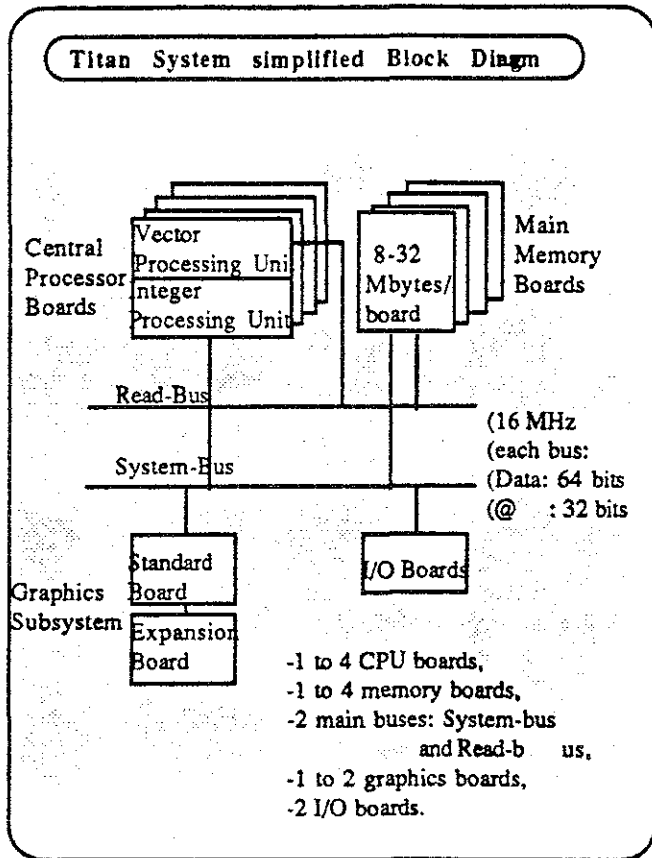 Titan System simplified Block Diagm
Central
Processor
Boards
Vector
Processing Uni
Integer
Processing Unit
8-32
Mbytes/
board
Main
Memory
Boards
Read-Bus
System-Bus
(16 MHz
(each bus:
(Data: 64 bits
(@ : 32 bits
Graphics
Subsystem
Standard
Board
Expansion
Board
I/O Boards
-1 to 4 CPU boards,
-1 to 4 memory boards,
-2 main buses: System-bus
and Read-b us,
-1 to 2 graphics boards,
-2 I/O boards.